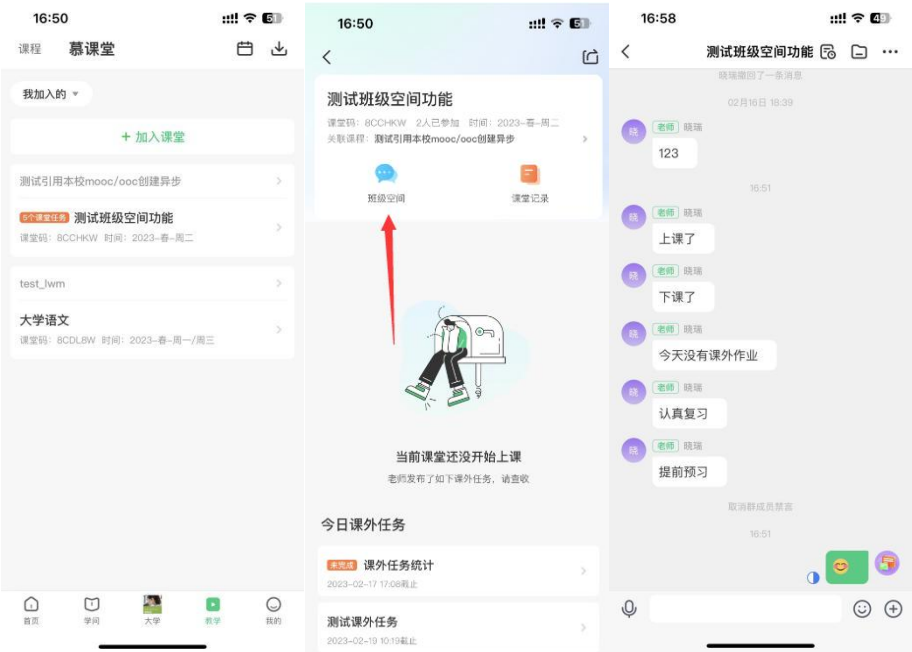 16:50
课程
慕课堂
我加入的
+ 加入课堂
测试引用本校mooc/ooc创建异步
5个课堂任务 测试班级空间功能
课堂码：8CCHKW 时间：2023-春-周二
test_lwm
大学语文
课堂码：8CDL8W 时间：2023-春-周一/周三
首页
学问
大学
教学
我的
16:50
测试班级空间功能
课堂码：8CCHKW 2人已参加 时间：2023-春-周二
关联课程：测试引用本校mooc/ooc创建异步
班级空间
课堂记录
当前课堂还没开始上课
老师发布了如下课外任务，请查收
今日课外任务
未完成 课外任务统计
2023-02-17 17:08截止
测试课外任务
2023-02-19 10:19截止
16:58
测试班级空间功能
晓瑞撤回了一条消息
02月16日 18:39
晓 老师 晓瑞
123
16:51
晓 老师 晓瑞
上课了
晓 老师 晓瑞
下课了
晓 老师 晓瑞
今天没有课外作业
晓 老师 晓瑞
认真复习
晓 老师 晓瑞
提前预习
取消群成员禁言
16:51